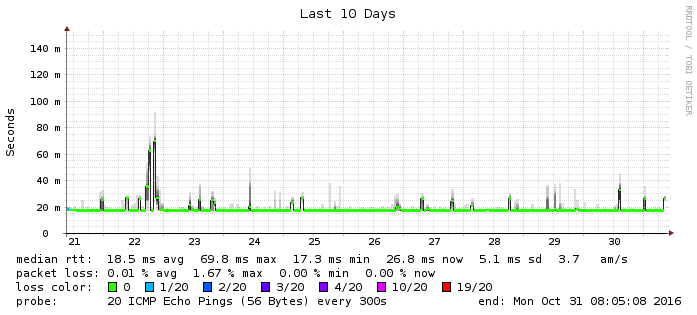 Last 10 Days
RRDTOOL / TOBI OETIKER
Seconds
140 m
120 m
100 m
80 m
60 m
40 m
20 m
0
21 22 23 24 25 26 27 28 29 30
median rtt: 18.5 ms avg 69.8 ms max 17.3 ms min 26.8 ms now 5.1 ms sd 3.7 am/s
packet loss: 0.01 % avg 1.67 % max 0.00 % min 0.00 % now
loss color: 0 1/20 2/20 3/20 4/20 10/20 19/20
probe: 20 ICMP Echo Pings (56 Bytes) every 300s end: Mon Oct 31 08:05:08 2016